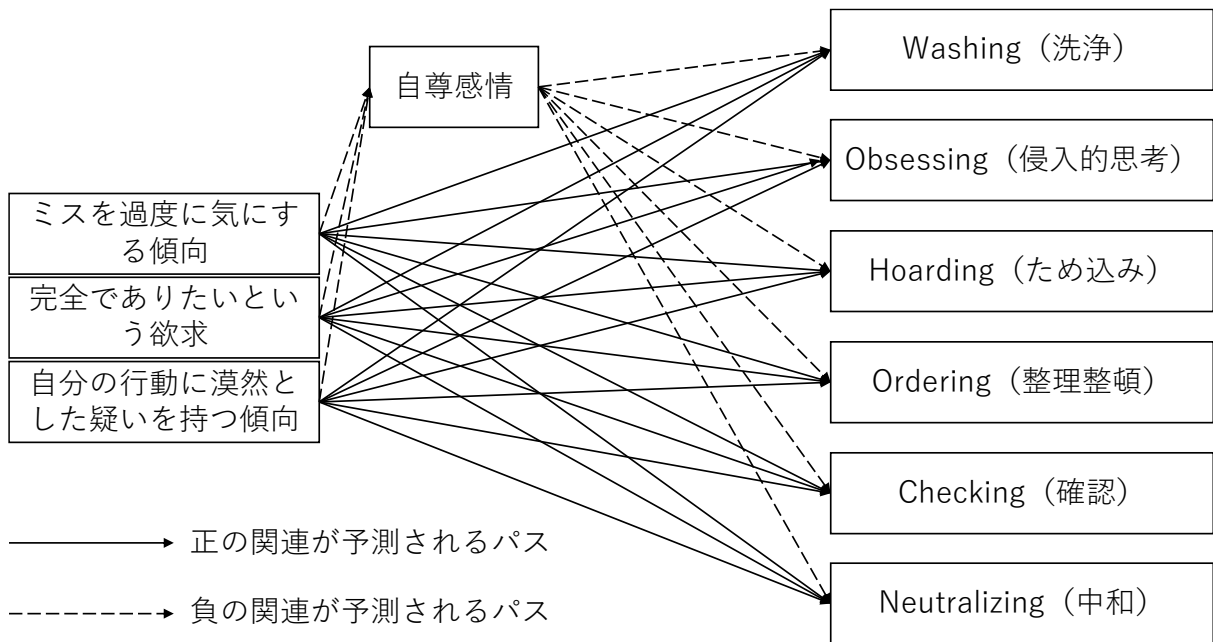 Washing（洗浄）
自尊感情
Obsessing（侵入的思考）
ミスを過度に気にす
る傾向
Hoarding（ため込み）
完全でありたいとい
う欲求
自分の行動に漠然と
した疑いを持つ傾向
Ordering（整理整頓）
Checking（確認）
正の関連が予測されるパス
Neutralizing（中和）
負の関連が予測されるパス